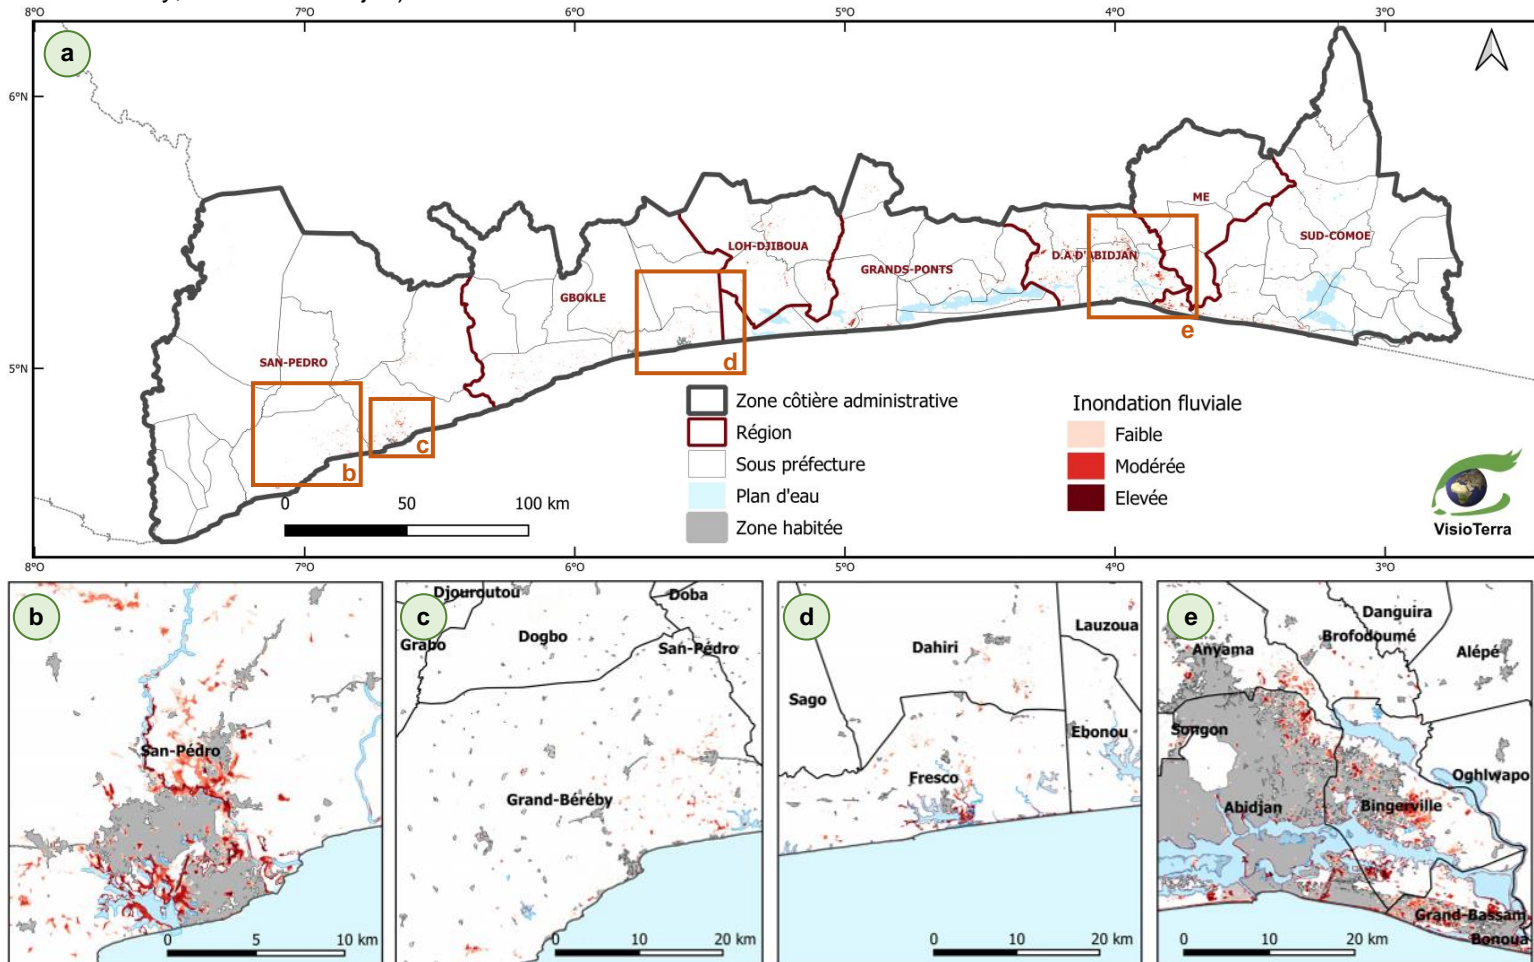 8°O 7°O 6°O 5°O 4°O 3°O
a
6°N
5°N
ME
SUD-COMOE
LOH-DJIBOUA
D.A D'ABIDJAN
GRANDS-PONTS
GBOKLE
SAN-PEDRO
b
c
d
e
0 50 100 km
Zone côtière administrative
Région
Sous préfecture
Plan d'eau
Zone habitée
Inondation fluviale
Faible
Modérée
Elevée
VisioTerra
8°O 7°O 6°O 5°O 4°O 3°O
b
San-Pédro
0 5 10 km
c
Djouroutou
Doba
Grabo
Dogbo
San-Pédro
Grand-Béréby
0 10 20 km
d
Dahiri
Lauzoua
Sago
Ebonou
Fresco
0 10 20 km
e
Danguira
Brofodoumé
Anyama
Alépé
Songon
Oghlwapo
Abidjan
Bingerville
Grand-Bassam
Bonoua
0 10 20 km